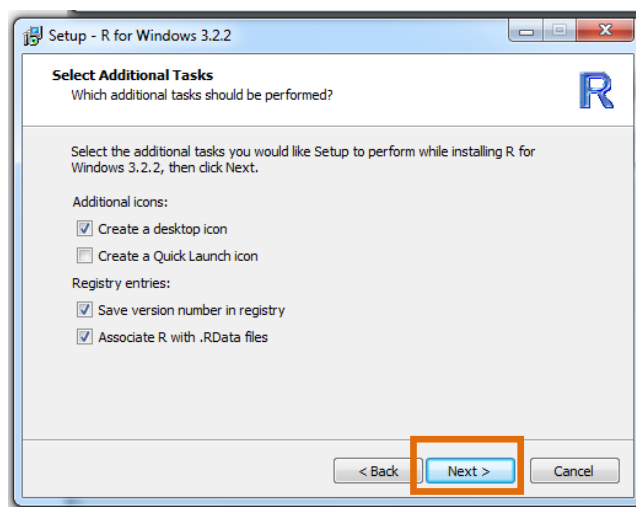 Setup - R for Windows 3.2.2
Select Additional Tasks
Which additional tasks should be performed?
R
Select the additional tasks you would like Setup to perform while installing R for
Windows 3.2.2, then click Next.
Additional icons:
Create a desktop icon
Create a Quick Launch icon
Registry entries:
Save version number in registry
Associate R with .RData files
< Back Next > Cancel